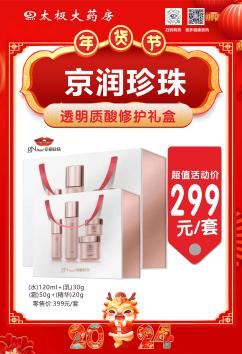 太极大药房
年货节
京润珍珠
透明质酸修护礼盒
超值活动价
299
元/套
(水)120ml+(乳)30g
(霜)50g+(精华)20g
零售价:399元/套
2024